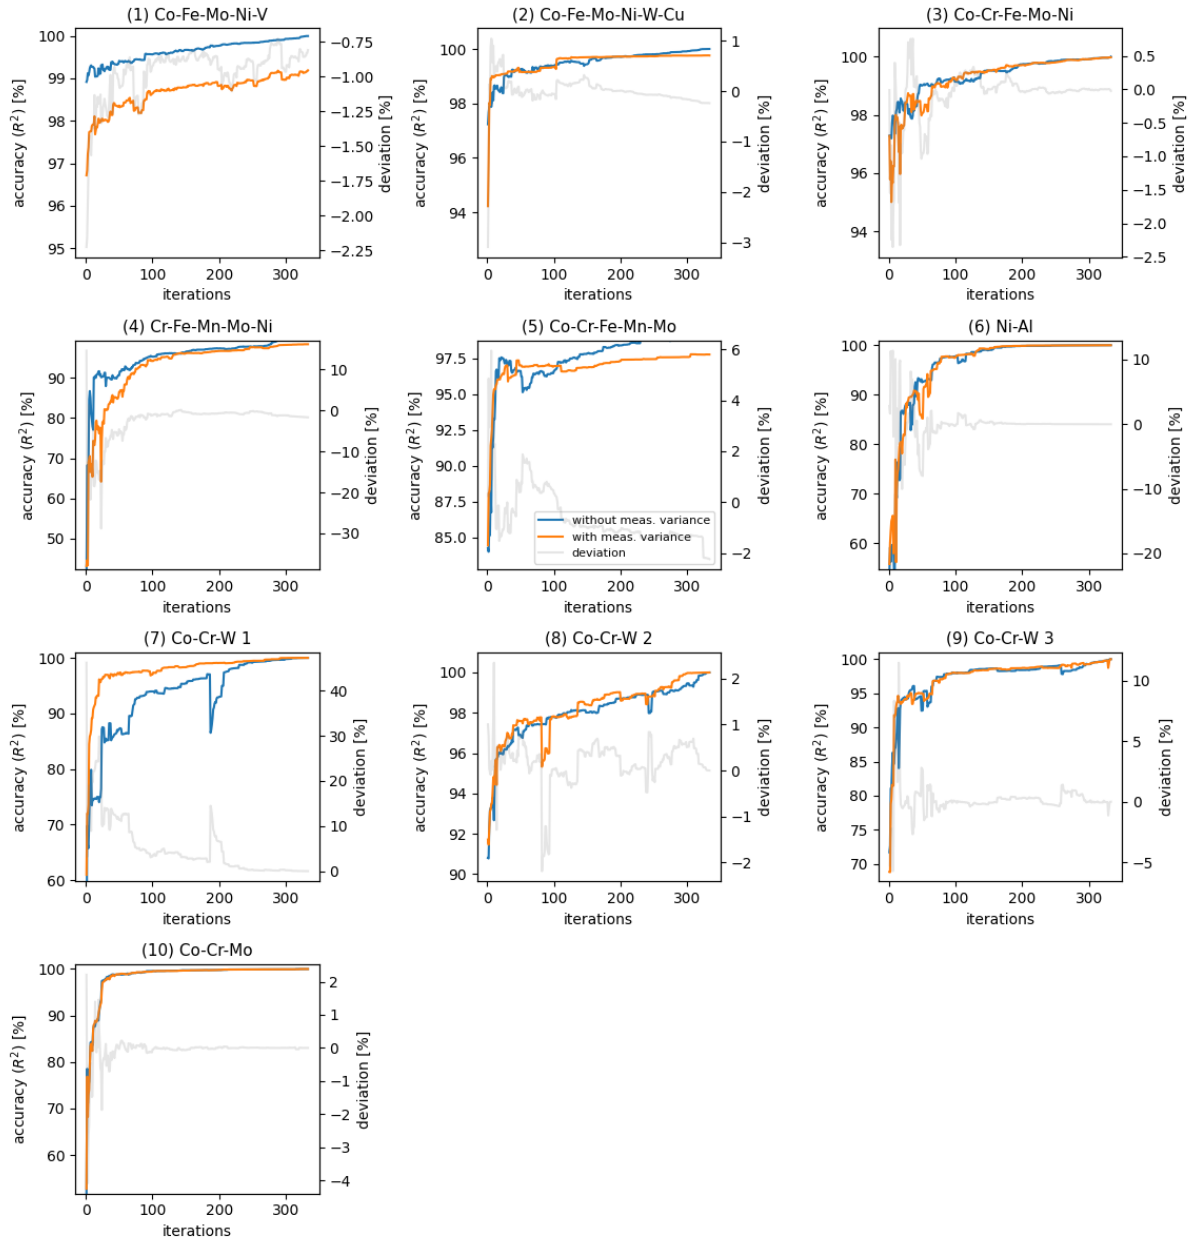 (1) Co-Fe-Mo-Ni-V
accuracy (R²) [%]
100
99
98
97
96
95
−0.75
−1.00
−1.25
−1.50
−1.75
−2.00
−2.25
deviation [%]
0 100 200 300
iterations
(2) Co-Fe-Mo-Ni-W-Cu
accuracy (R²) [%]
100
98
96
94
1
0
−1
−2
−3
deviation [%]
0 100 200 300
iterations
(3) Co-Cr-Fe-Mo-Ni
accuracy (R²) [%]
100
98
96
94
0.5
0.0
−0.5
−1.0
−1.5
−2.0
−2.5
deviation [%]
0 100 200 300
iterations
(4) Cr-Fe-Mn-Mo-Ni
accuracy (R²) [%]
90
80
70
60
50
10
0
−10
−20
−30
deviation [%]
0 100 200 300
iterations
(5) Co-Cr-Fe-Mn-Mo
accuracy (R²) [%]
97.5
95.0
92.5
90.0
87.5
85.0
6
4
2
0
−2
deviation [%]
without meas. variance
with meas. variance
deviation
0 100 200 300
iterations
(6) Ni-Al
accuracy (R²) [%]
100
90
80
70
60
10
0
−10
−20
deviation [%]
0 100 200 300
iterations
(7) Co-Cr-W 1
accuracy (R²) [%]
100
90
80
70
60
40
30
20
10
0
deviation [%]
0 100 200 300
iterations
(8) Co-Cr-W 2
accuracy (R²) [%]
100
98
96
94
92
90
2
1
0
−1
−2
deviation [%]
0 100 200 300
iterations
(9) Co-Cr-W 3
accuracy (R²) [%]
100
95
90
85
80
75
70
10
5
0
−5
deviation [%]
0 100 200 300
iterations
(10) Co-Cr-Mo
accuracy (R²) [%]
100
90
80
70
60
2
1
0
−1
−2
−3
−4
deviation [%]
0 100 200 300
iterations